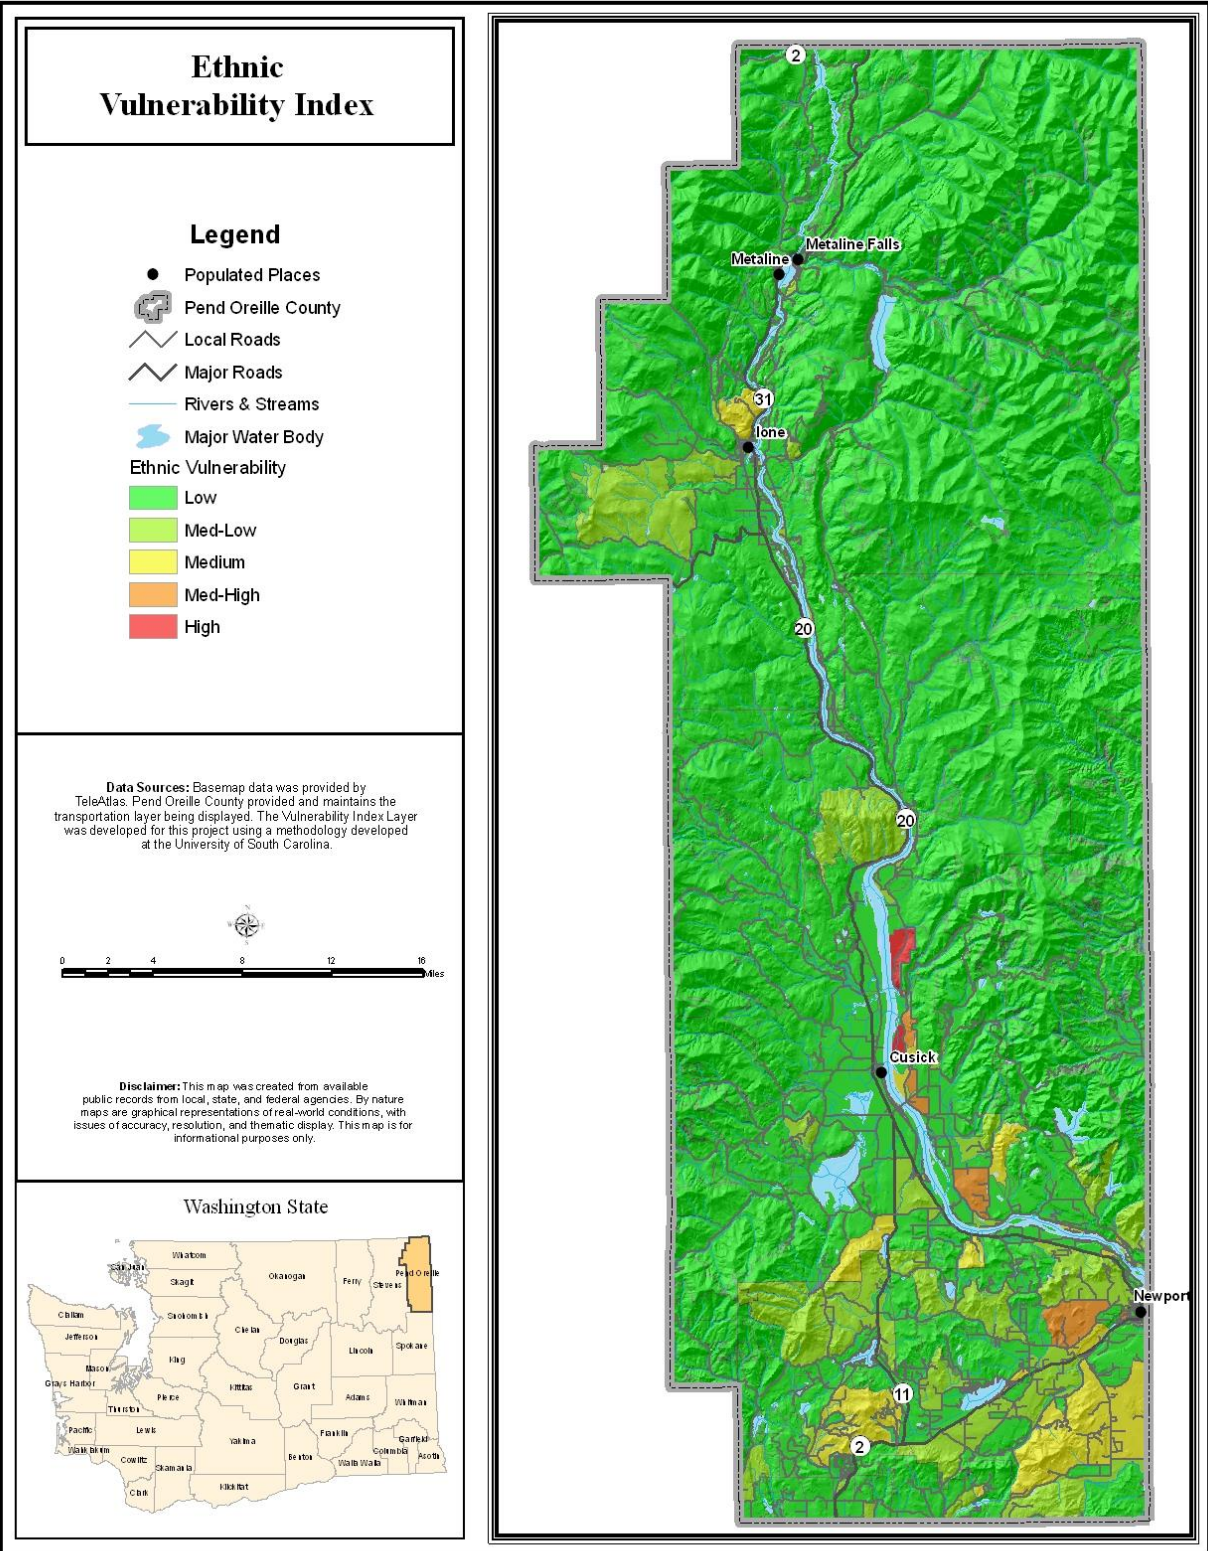 Ethnic
Vulnerability Index
Legend
Populated Places
Pend Oreille County
Local Roads
Major Roads
Rivers & Streams
Major Water Body
Ethnic Vulnerability
Low
Med-Low
Medium
Med-High
High
Data Sources: Basemap data was provided by
TeleAtlas. Pend Oreille County provided and maintains the
transportation layer being displayed. The Vulnerability Index Layer
was developed for this project using a methodology developed
at the University of South Carolina.
N
W E
S
0 2 4 8 12 16
Miles
Disclaimer: This map was created from available
public records from local, state, and federal agencies. By nature
maps are graphical representations of real-world conditions, with
issues of accuracy, resolution, and thematic display. This map is for
informational purposes only.
Washington State
Whatcom
San Juan
Skagit
Okanogan
Ferry
Stevens
Pend Oreille
Clallam
Snohomish
Chelan
Jefferson
Douglas
Lincoln
Spokane
King
Mason
Grays Harbor
Kittitas
Grant
Adams
Whitman
Pierce
Thurston
Pacific
Lewis
Yakima
Franklin
Garfield
Wahkiakum
Cowlitz
Skamania
Benton
Walla Walla
Columbia
Asotin
Clark
Klickitat
2
Metaline Falls
Metaline
31
Ione
20
20
Cusick
Newport
11
2